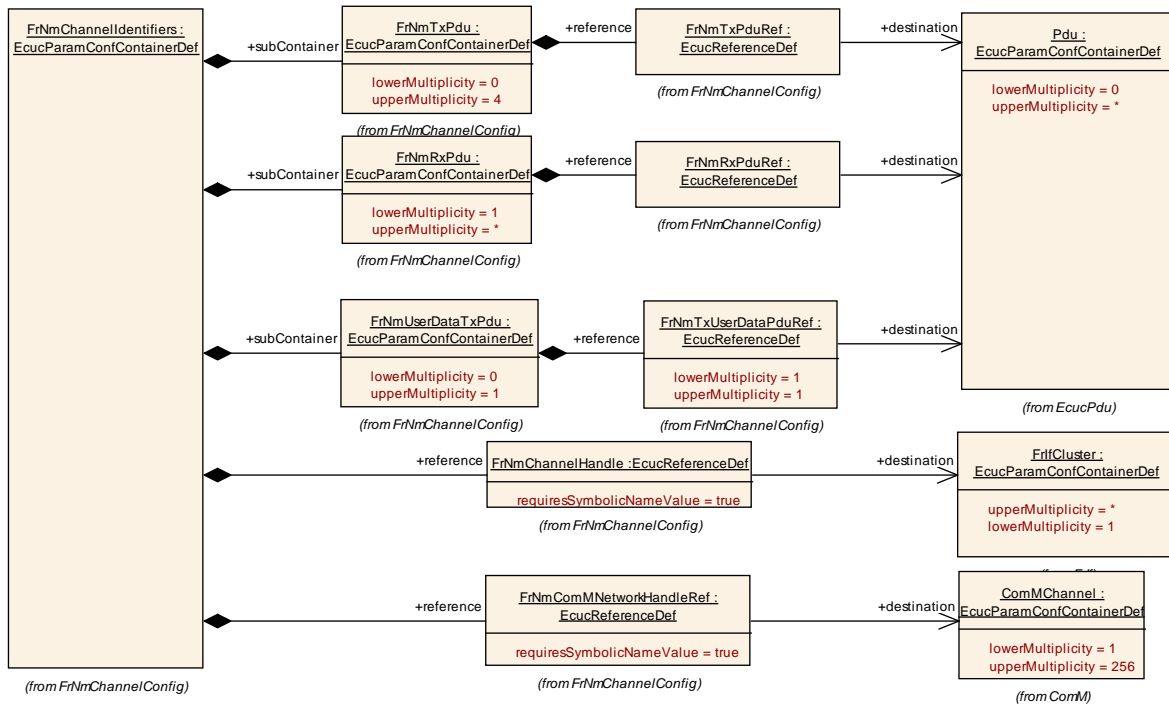 FrNmChannelIdentifiers :
EcucParamConfContainerDef
(from FrNmChannelConfig)
+subContainer
FrNmTxPdu :
EcucParamConfContainerDef
lowerMultiplicity = 0
upperMultiplicity = 4
(from FrNmChannelConfig)
+reference
FrNmTxPduRef :
EcucReferenceDef
(from FrNmChannelConfig)
+destination
Pdu :
EcucParamConfContainerDef
lowerMultiplicity = 0
upperMultiplicity = *
(from EcucPdu)
+subContainer
FrNmRxPdu :
EcucParamConfContainerDef
lowerMultiplicity = 1
upperMultiplicity = *
(from FrNmChannelConfig)
+reference
FrNmRxPduRef :
EcucReferenceDef
(from FrNmChannelConfig)
+destination
+subContainer
FrNmUserDataTxPdu :
EcucParamConfContainerDef
lowerMultiplicity = 0
upperMultiplicity = 1
(from FrNmChannelConfig)
+reference
FrNmTxUserDataPduRef :
EcucReferenceDef
lowerMultiplicity = 1
upperMultiplicity = 1
(from FrNmChannelConfig)
+destination
+reference
FrNmChannelHandle :EcucReferenceDef
requiresSymbolicNameValue = true
(from FrNmChannelConfig)
+destination
FrIfCluster :
EcucParamConfContainerDef
upperMultiplicity = *
lowerMultiplicity = 1
+reference
FrNmComMNetworkHandleRef :
EcucReferenceDef
requiresSymbolicNameValue = true
(from FrNmChannelConfig)
+destination
ComMChannel :
EcucParamConfContainerDef
lowerMultiplicity = 1
upperMultiplicity = 256
(from ComM)